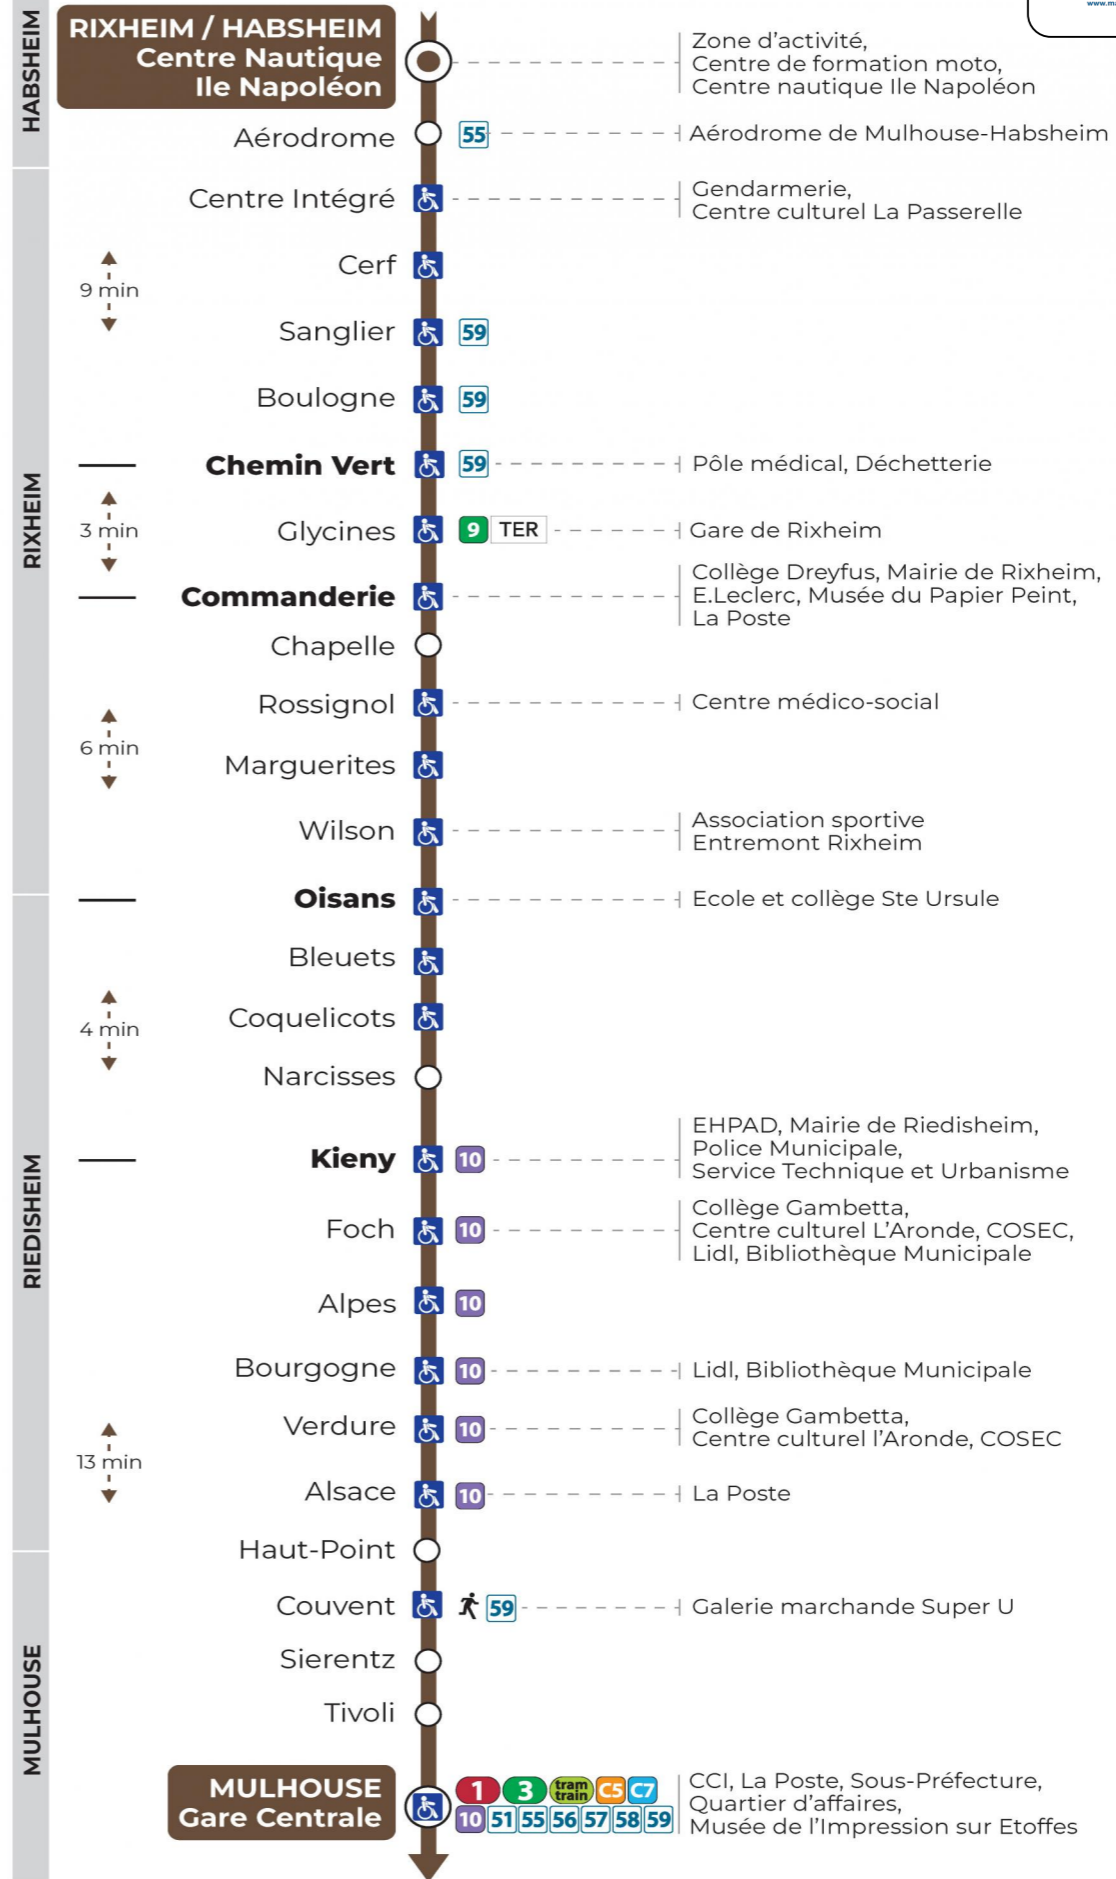 www.ma
HABSHEIM
RIXHEIM / HABSHEIM
Centre Nautique
Ile Napoléon
Zone d'activité,
Centre de formation moto,
Centre nautique Ile Napoléon
Aérodrome 55 Aérodrome de Mulhouse-Habsheim
RIXHEIM
Centre Intégré
Gendarmerie,
Centre culturel La Passerelle
Cerf
9 min
Sanglier 59
Boulogne 59
Chemin Vert 59 Pôle médical, Déchetterie
3 min
Glycines 9 TER Gare de Rixheim
Commanderie
Collège Dreyfus, Mairie de Rixheim,
E.Leclerc, Musée du Papier Peint,
La Poste
Chapelle
Rossignol Centre médico-social
6 min
Marguerites
Wilson
Association sportive
Entremont Rixheim
RIEDISHEIM
Oisans Ecole et collège Ste Ursule
Bleuets
Coquelicots
4 min
Narcisses
Kieny 10
EHPAD, Mairie de Riedisheim,
Police Municipale,
Service Technique et Urbanisme
Foch 10
Collège Gambetta,
Centre culturel L'Aronde, COSEC,
Lidl, Bibliothèque Municipale
Alpes 10
Bourgogne 10 Lidl, Bibliothèque Municipale
Verdure 10
Collège Gambetta,
Centre culturel l'Aronde, COSEC
13 min
Alsace 10 La Poste
Haut-Point
MULHOUSE
Couvent 59 Galerie marchande Super U
Sierentz
Tivoli
MULHOUSE
Gare Centrale
1 3 tram train C5 C7
10 51 55 56 57 58 59
CCI, La Poste, Sous-Préfecture,
Quartier d'affaires,
Musée de l'Impression sur Etoffes